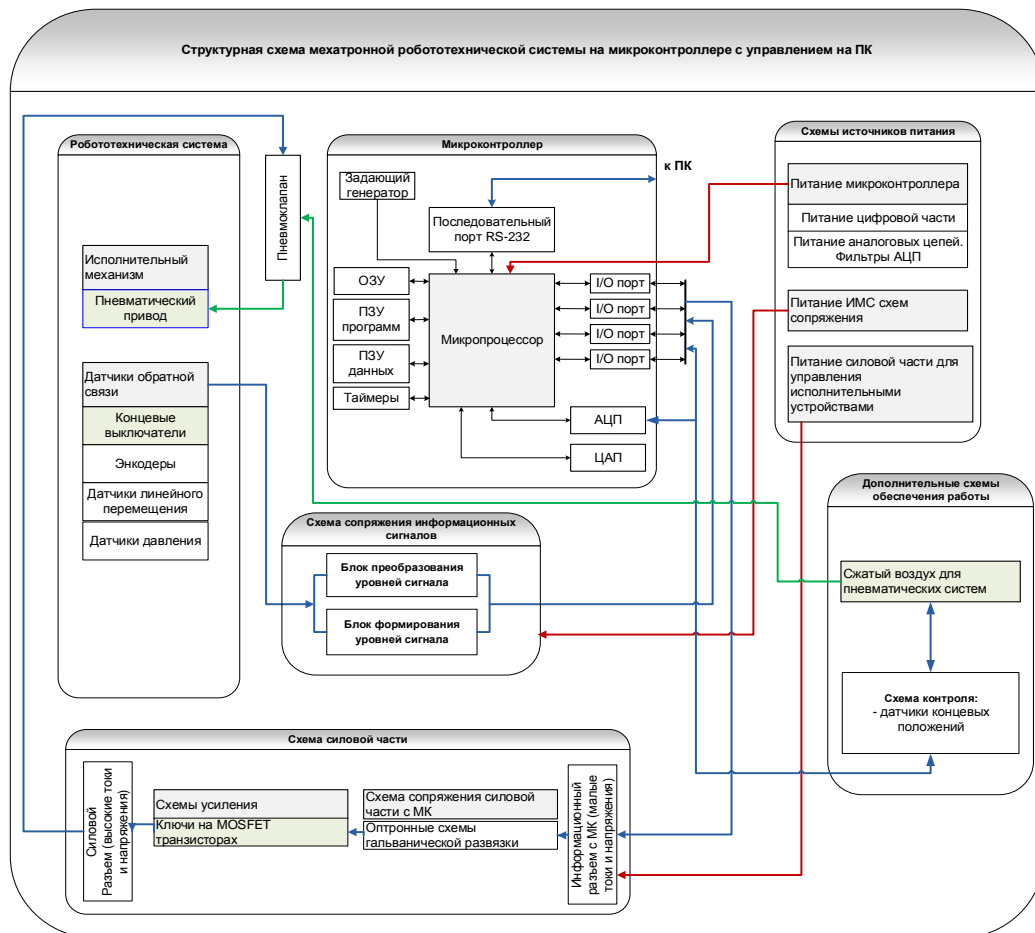 Структурная схема мехатронной робототехнической системы на микроконтроллере с управлением на ПК
Робототехническая система
Исполнительный
механизм
Пневматический
привод
Датчики обратной
связи
Концевые
выключатели
Энкодеры
Датчики линейного
перемещения
Датчики давления
Пневмоклапан
Микроконтроллер
Задающий
генератор
к ПК
Последовательный
порт RS-232
ОЗУ
ПЗУ
программ
ПЗУ
данных
Таймеры
Микропроцессор
I/O порт
I/O порт
I/O порт
I/O порт
АЦП
ЦАП
Схемы источников питания
Питание микроконтроллера
Питание цифровой части
Питание аналоговых цепей.
Фильтры АЦП
Питание ИМС схем
сопряжения
Питание силовой части для
управления
исполнительными
устройствами
Схема сопряжения информационных
сигналов
Блок преобразования
уровней сигнала
Блок формирования
уровней сигнала
Дополнительные схемы
обеспечения работы
Сжатый воздух для
пневматических систем
Схема контроля:
- датчики концевых
положений
Схема силовой части
Силовой
Разъем (высокие токи
и напряжения)
Схемы усиления
Ключи на MOSFET
транзисторах
Схема сопряжения силовой
части с МК
Оптронные схемы
гальванической развязки
Информационный
разъем с МК (малые
токи и напряжения)